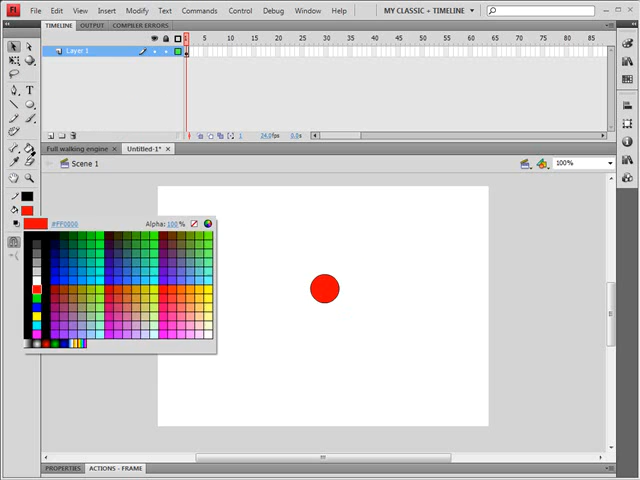 Fl File Edit View Insert Modify Text Commands Control Debug Window Help MY CLASSIC + TIMELINE
TIMELINE OUTPUT COMPILER ERRORS
1 5 10 15 20 25 30 35 40 45 50 55 60 65 70 75 80 85
Layer 1
1 24.0fps 0.0s
Full walking engine × Untitled-1* ×
Scene 1 100%
#FF0000 Alpha: 100 %
PROPERTIES ACTIONS - FRAME